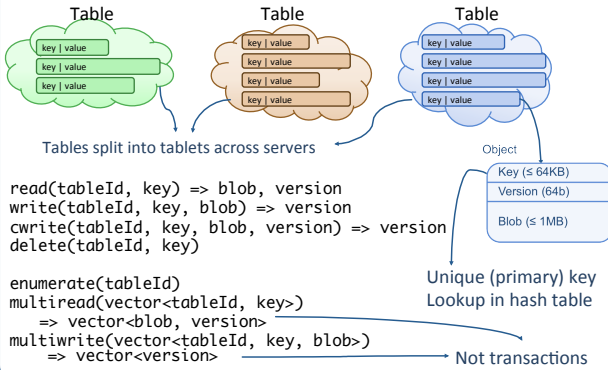 Table
Table
Table
key | value
key | value
key | value
key | value
key | value
key | value
key | value
key | value
key | value
key | value
key | value
Tables split into tablets across servers
Object
Key (≤ 64KB)
Version (64b)
Blob (≤ 1MB)
read(tableId, key) => blob, version
write(tableId, key, blob) => version
cwrite(tableId, key, blob, version) => version
delete(tableId, key)
Unique (primary) key
Lookup in hash table
enumerate(tableId)
multiread(vector<tableId, key>)
=> vector<blob, version>
multiwrite(vector<tableId, key, blob>)
=> vector<version>
Not transactions